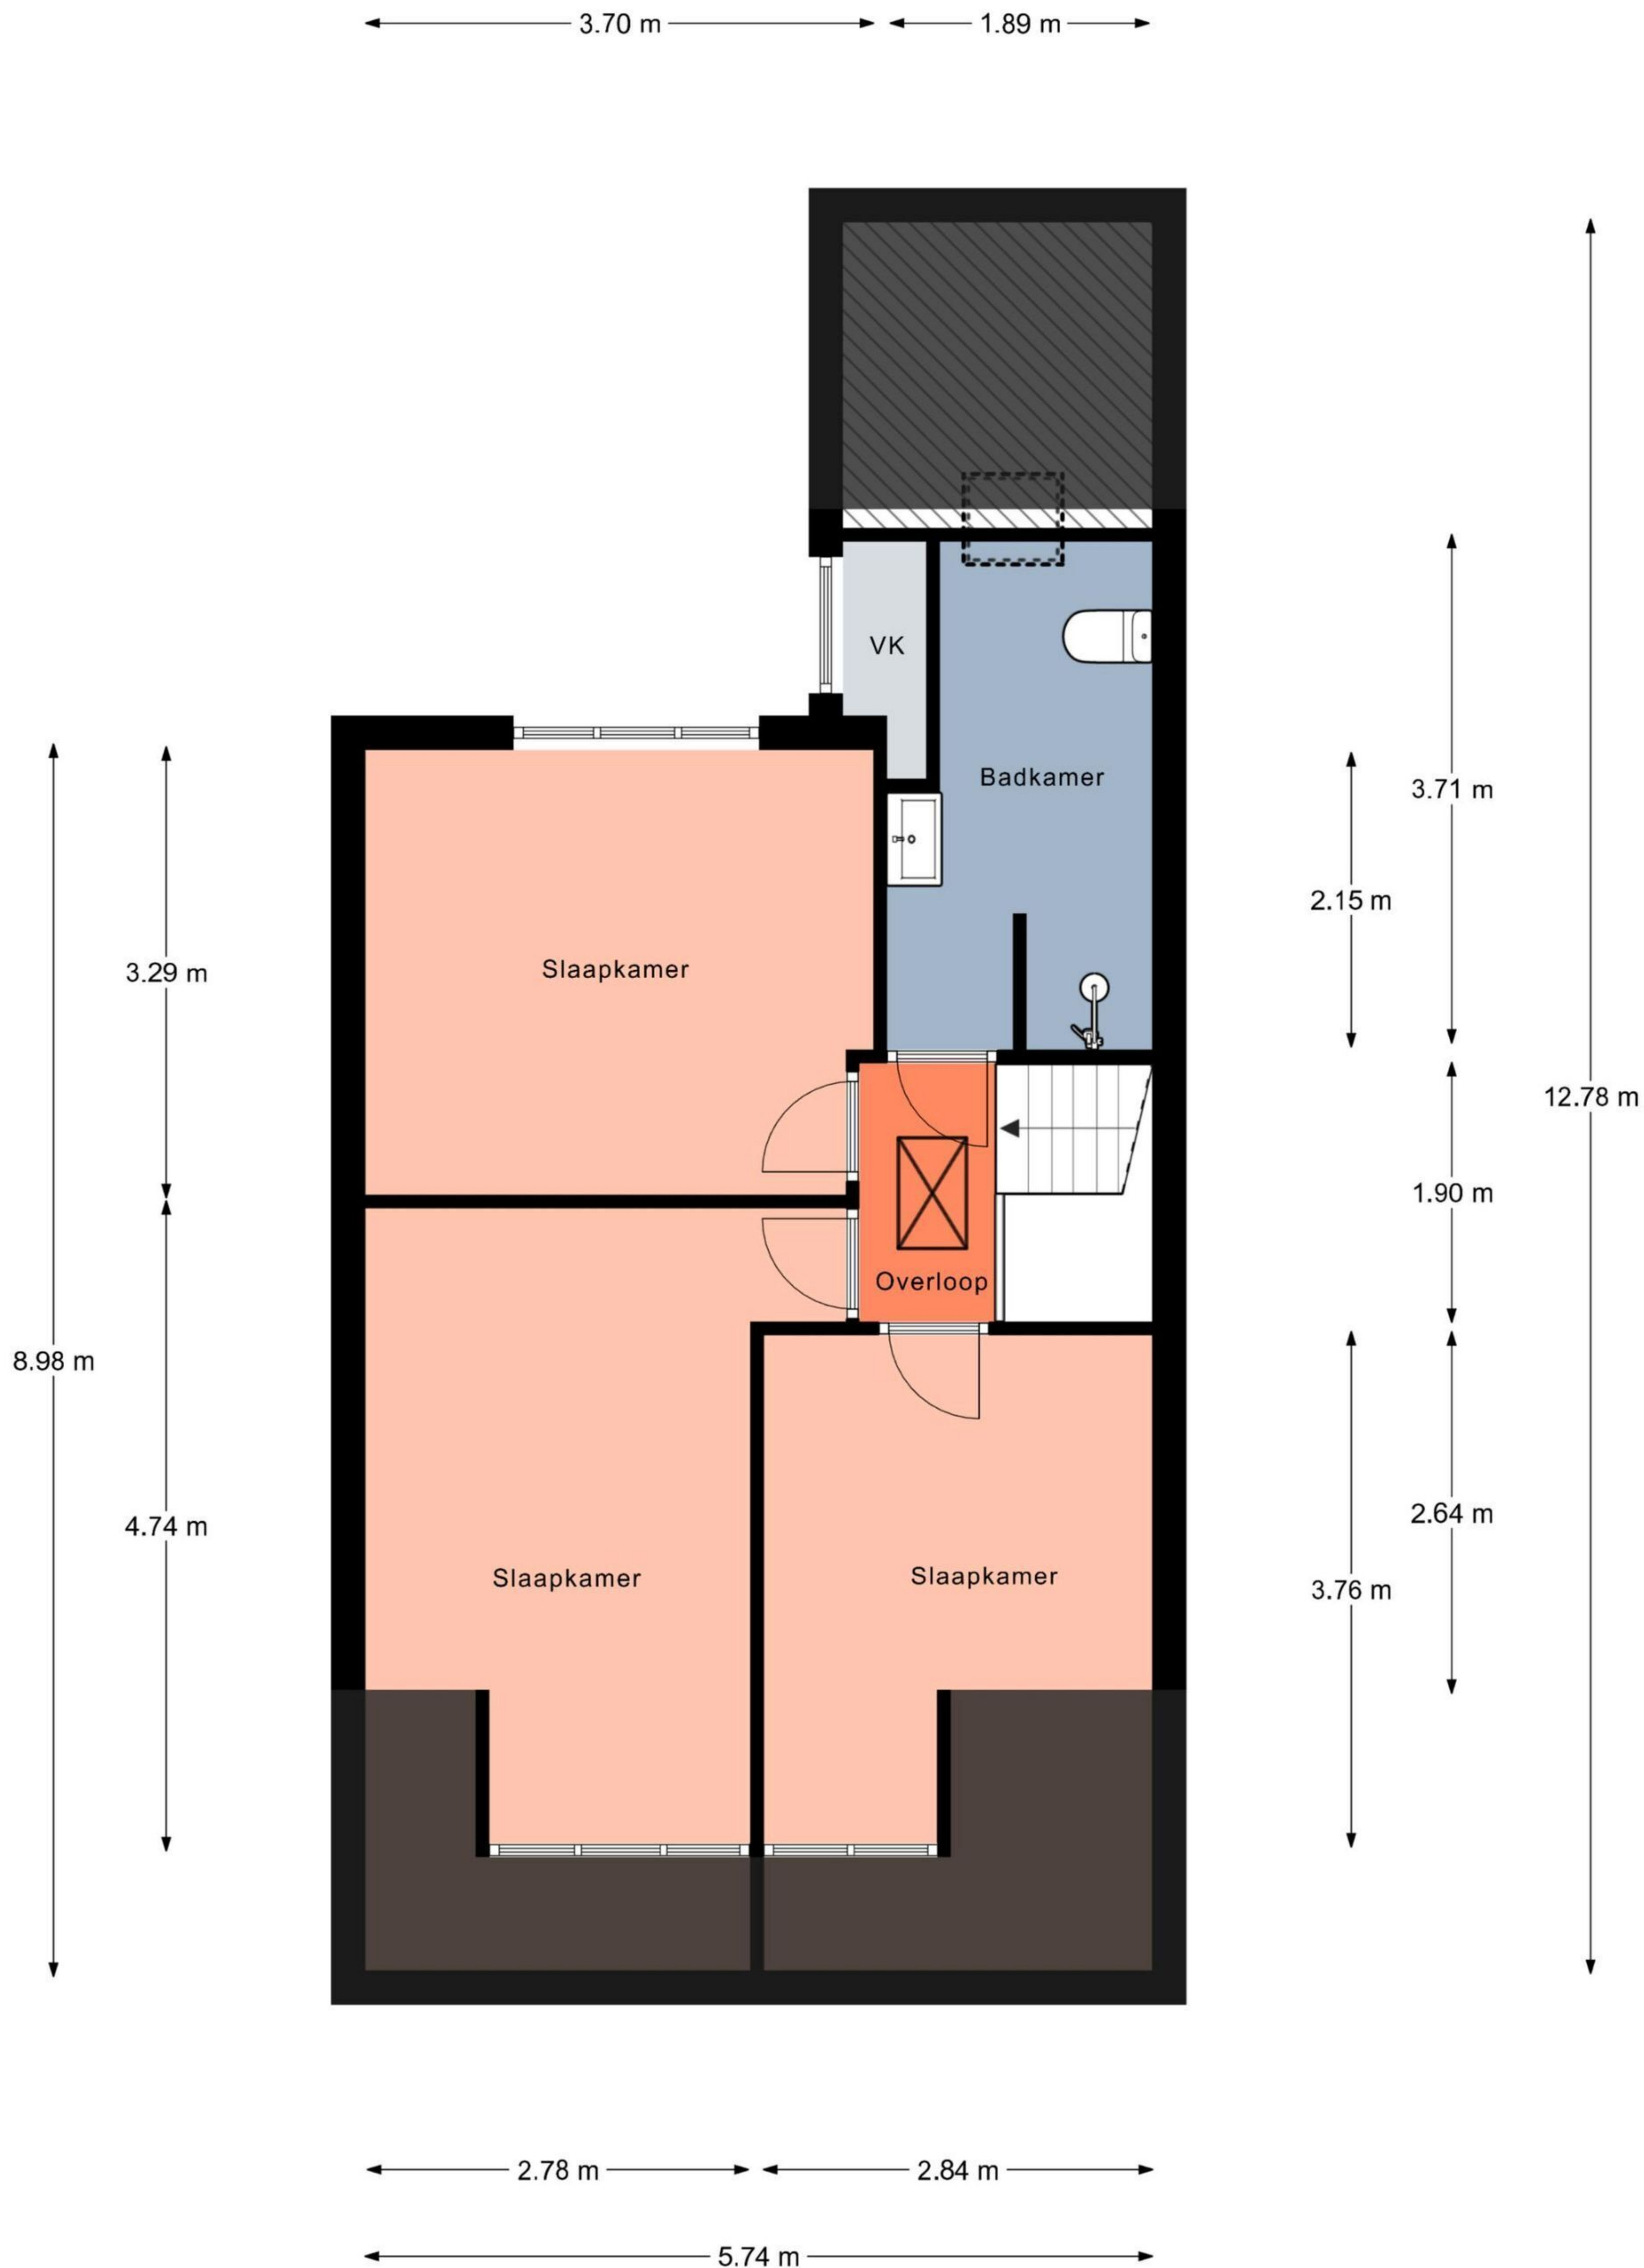 3.70 m
1.89 m
VK
Badkamer
3.71 m
2.15 m
Slaapkamer
3.29 m
12.78 m
1.90 m
Overloop
8.98 m
2.64 m
4.74 m
Slaapkamer
Slaapkamer
3.76 m
2.78 m
2.84 m
5.74 m